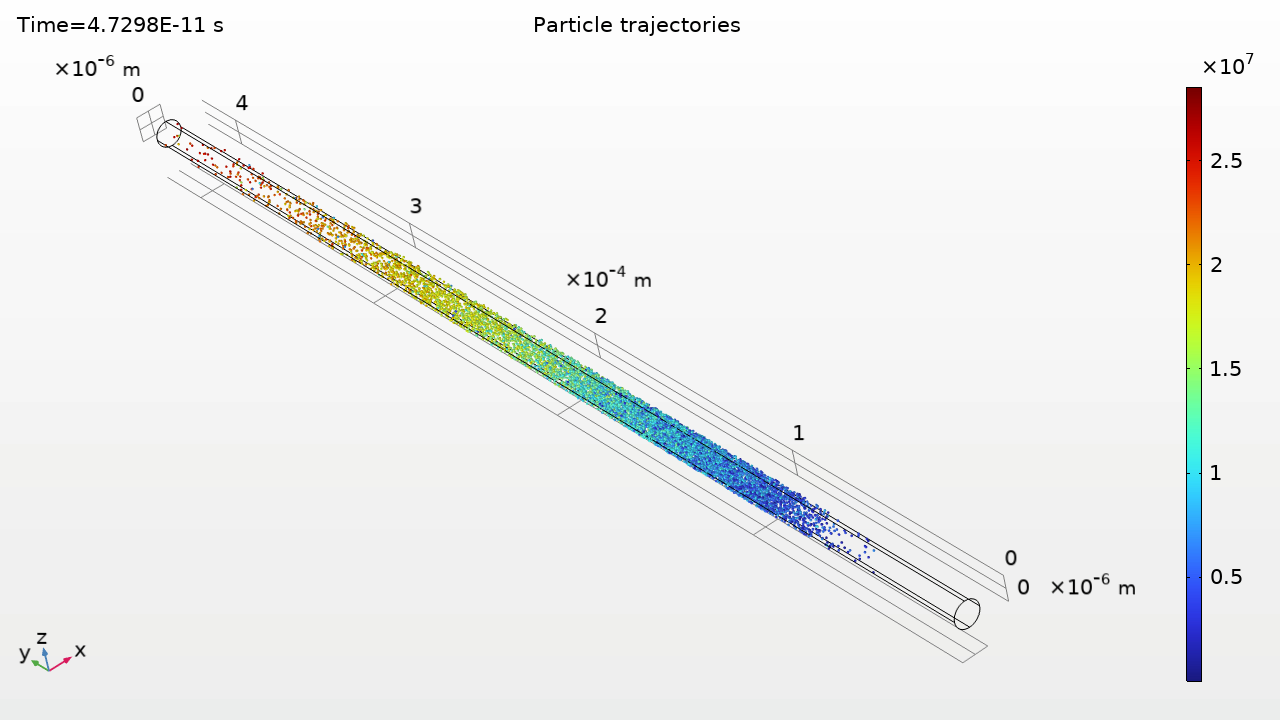 Time=4.7298E-11 s
Particle trajectories
×10⁻⁶ m
0
4
3
×10⁻⁴ m
2
1
0
0 ×10⁻⁶ m
×10⁷
2.5
2
1.5
1
0.5
z
y
x